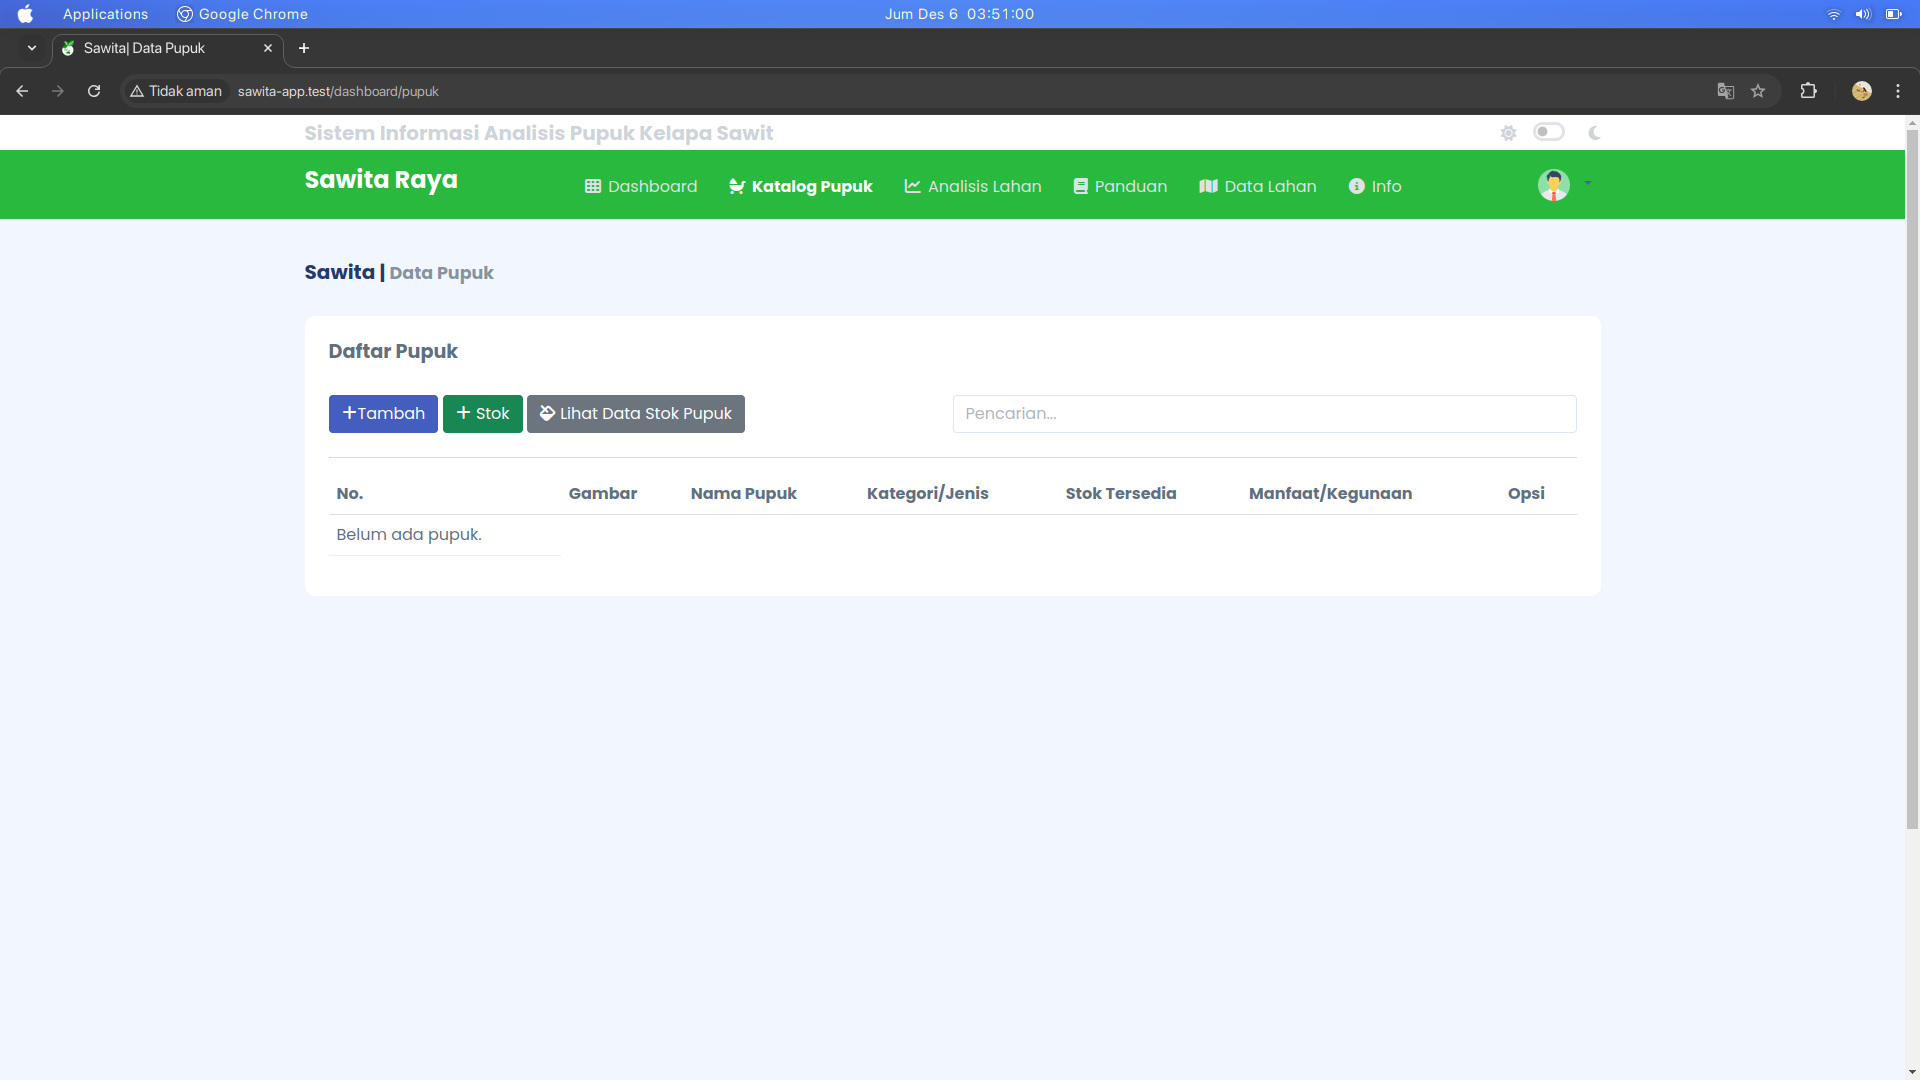 Applications Google Chrome Jum Des 6 03:51:00
Sawita| Data Pupuk
Tidak aman sawita-app.test/dashboard/pupuk
Sistem Informasi Analisis Pupuk Kelapa Sawit
Sawita Raya Dashboard Katalog Pupuk Analisis Lahan Panduan Data Lahan Info
Sawita | Data Pupuk
Daftar Pupuk
+Tambah + Stok Lihat Data Stok Pupuk Pencarian...
No. Gambar Nama Pupuk Kategori/Jenis Stok Tersedia Manfaat/Kegunaan Opsi
Belum ada pupuk.